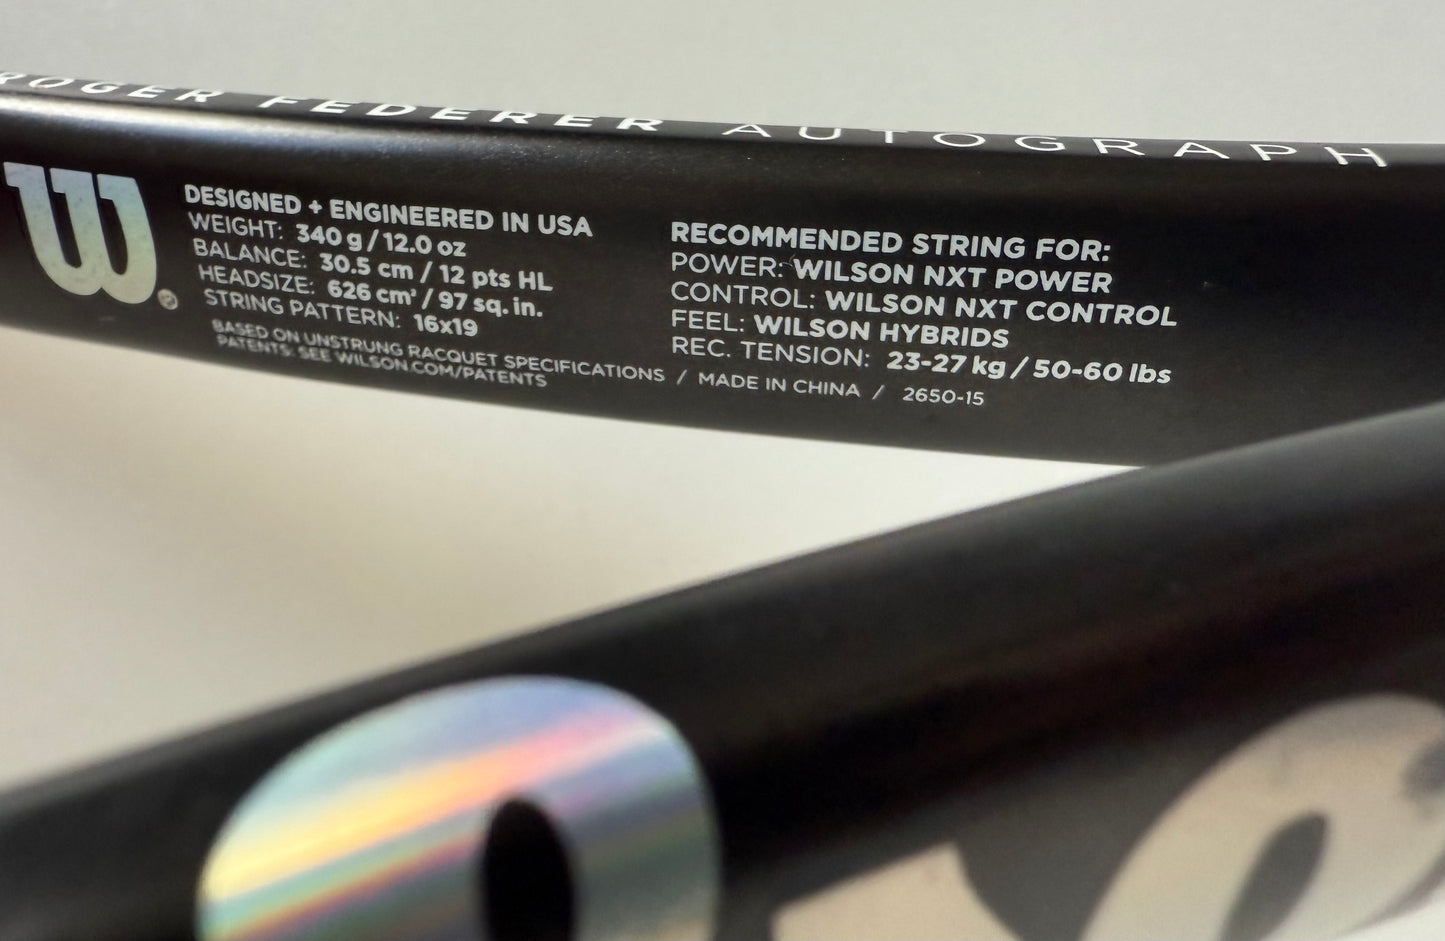 ROGER FEDERER AUTOGRAPH
W®
DESIGNED + ENGINEERED IN USA
WEIGHT: 340 g / 12.0 oz
BALANCE: 30.5 cm / 12 pts HL
HEADSIZE: 626 cm² / 97 sq. in.
STRING PATTERN: 16x19
BASED ON UNSTRUNG RACQUET SPECIFICATIONS / MADE IN CHINA / 2650-15
PATENTS: SEE WILSON.COM/PATENTS
RECOMMENDED STRING FOR:
POWER: WILSON NXT POWER
CONTROL: WILSON NXT CONTROL
FEEL: WILSON HYBRIDS
REC. TENSION: 23-27 kg / 50-60 lbs